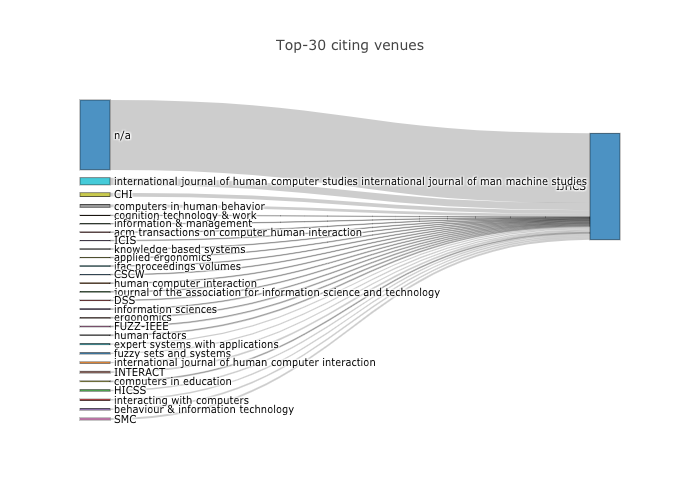 Top-30 citing venues
n/a
international journal of human computer studies international journal of man machine studies
IJHCS
CHI
computers in human behavior
cognition technology & work
information & management
acm transactions on computer human interaction
ICIS
knowledge based systems
applied ergonomics
ifac proceedings volumes
CSCW
human computer interaction
journal of the association for information science and technology
DSS
information sciences
ergonomics
FUZZ-IEEE
human factors
expert systems with applications
fuzzy sets and systems
international journal of human computer interaction
INTERACT
computers in education
HICSS
interacting with computers
behaviour & information technology
SMC